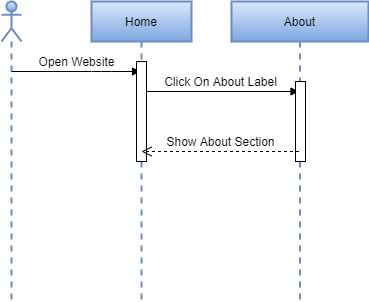 Home
About
Open Website
Click On About Label
Show About Section